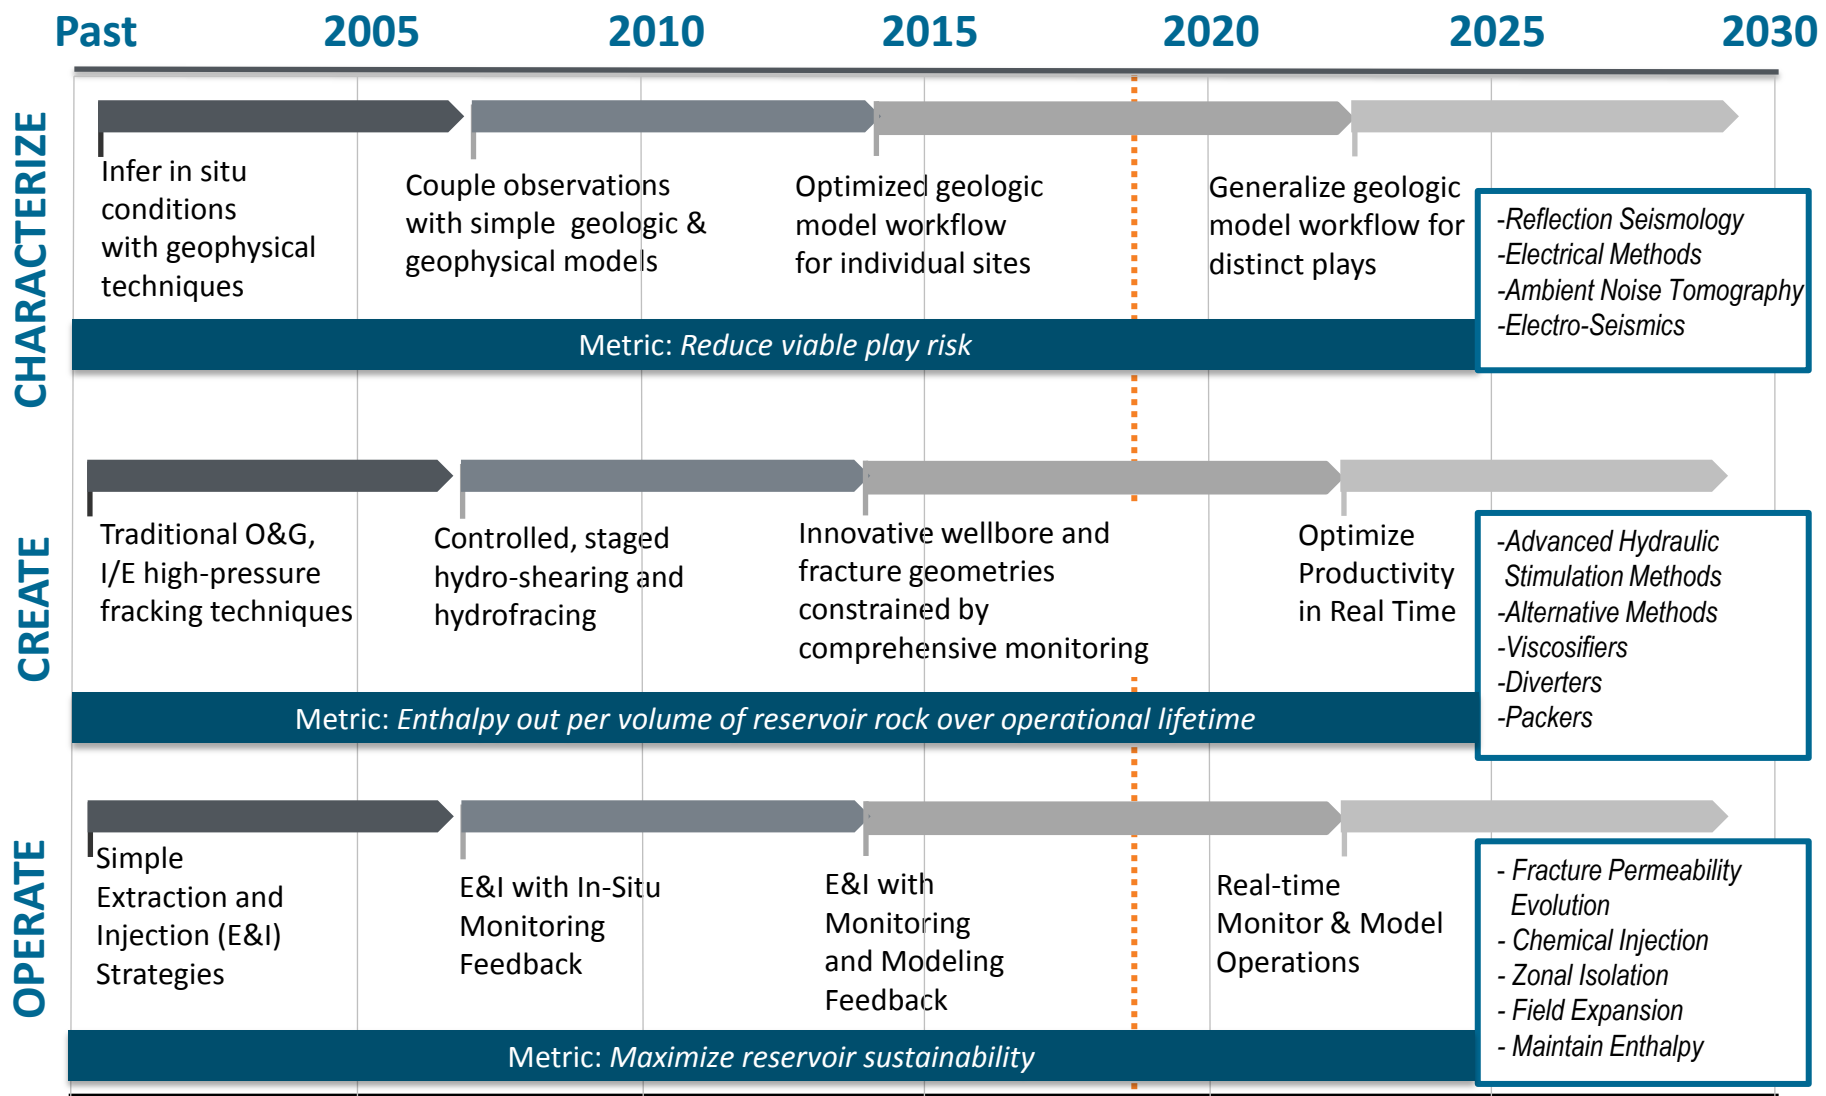 Past 2005 2010 2015 2020 2025 2030
CHARACTERIZE
Infer in situ
conditions
with geophysical
techniques
Couple observations
with simple geologic &
geophysical models
Optimized geologic
model workflow
for individual sites
Generalize geologic
model workflow for
distinct plays
-Reflection Seismology
-Electrical Methods
-Ambient Noise Tomography
-Electro-Seismics
Metric: Reduce viable play risk
CREATE
Traditional O&G,
I/E high-pressure
fracking techniques
Controlled, staged
hydro-shearing and
hydrofracing
Innovative wellbore and
fracture geometries
constrained by
comprehensive monitoring
Optimize
Productivity
in Real Time
-Advanced Hydraulic
Stimulation Methods
-Alternative Methods
-Viscosifiers
-Diverters
-Packers
Metric: Enthalpy out per volume of reservoir rock over operational lifetime
OPERATE
Simple
Extraction and
Injection (E&I)
Strategies
E&I with In-Situ
Monitoring
Feedback
E&I with
Monitoring
and Modeling
Feedback
Real-time
Monitor & Model
Operations
- Fracture Permeability
Evolution
- Chemical Injection
- Zonal Isolation
- Field Expansion
- Maintain Enthalpy
Metric: Maximize reservoir sustainability